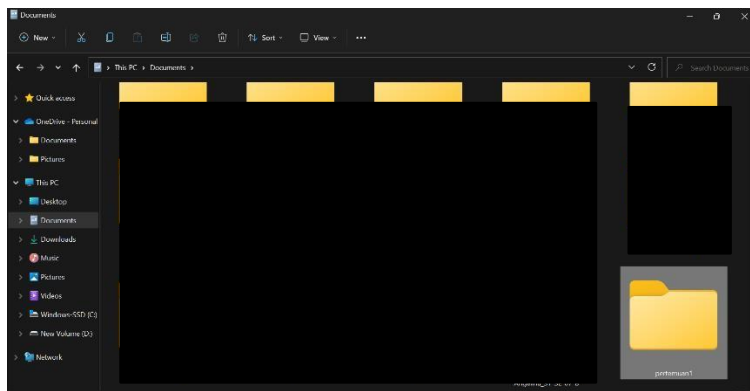 Documents
New
Sort
View
This PC > Documents >
Search Documents
Quick access
OneDrive - Personal
Documents
Pictures
This PC
Desktop
Documents
Downloads
Music
Pictures
Videos
Windows-SSD (C:)
New Volume (D:)
Network
pertemuan1